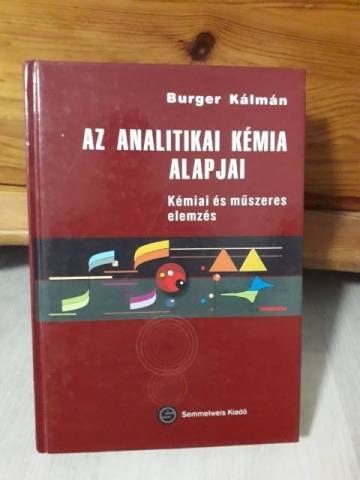 Burger Kálmán
AZ ANALITIKAI KÉMIA
ALAPJAI
Kémiai és műszeres
elemzés
Semmelweis Kiadó